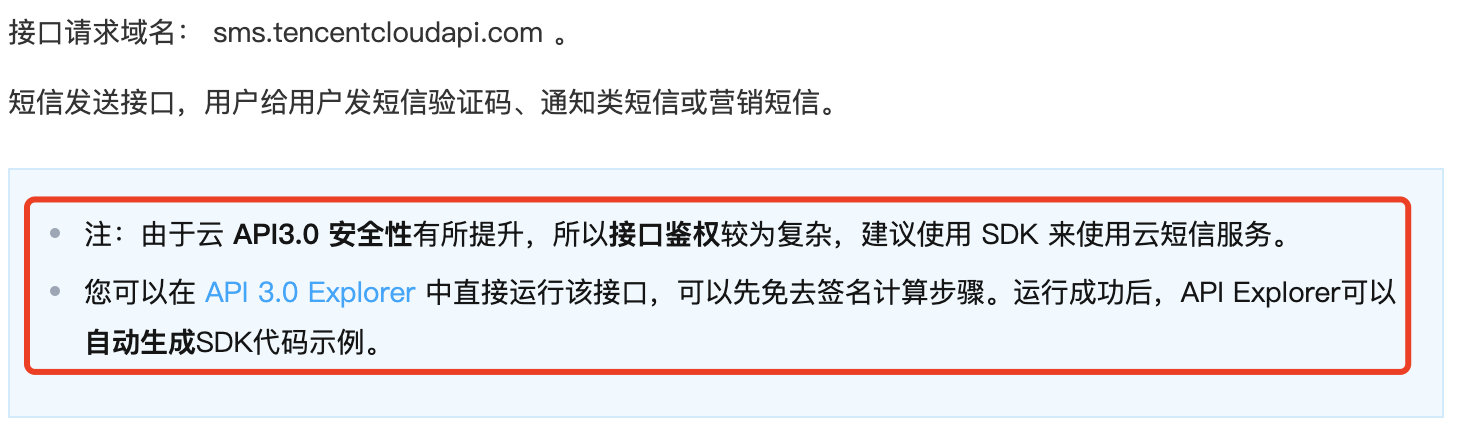 接口请求域名： sms.tencentcloudapi.com 。
短信发送接口，用户给用户发短信验证码、通知类短信或营销短信。
注：由于云 API3.0 安全性有所提升，所以接口鉴权较为复杂，建议使用 SDK 来使用云短信服务。
您可以在 API 3.0 Explorer 中直接运行该接口，可以先免去签名计算步骤。运行成功后，API Explorer可以
自动生成SDK代码示例。